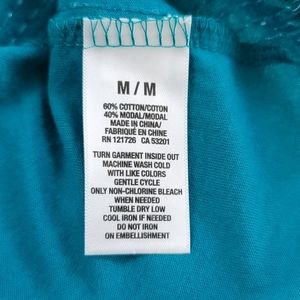 M / M
60% COTTON/COTON
40% MODAL/MODAL
MADE IN CHINA/
FABRIQUÉ EN CHINE
RN 121726 CA 53201
TURN GARMENT INSIDE OUT
MACHINE WASH COLD
WITH LIKE COLORS
GENTLE CYCLE
ONLY NON-CHLORINE BLEACH
WHEN NEEDED
TUMBLE DRY LOW
COOL IRON IF NEEDED
DO NOT IRON
ON EMBELLISHMENT